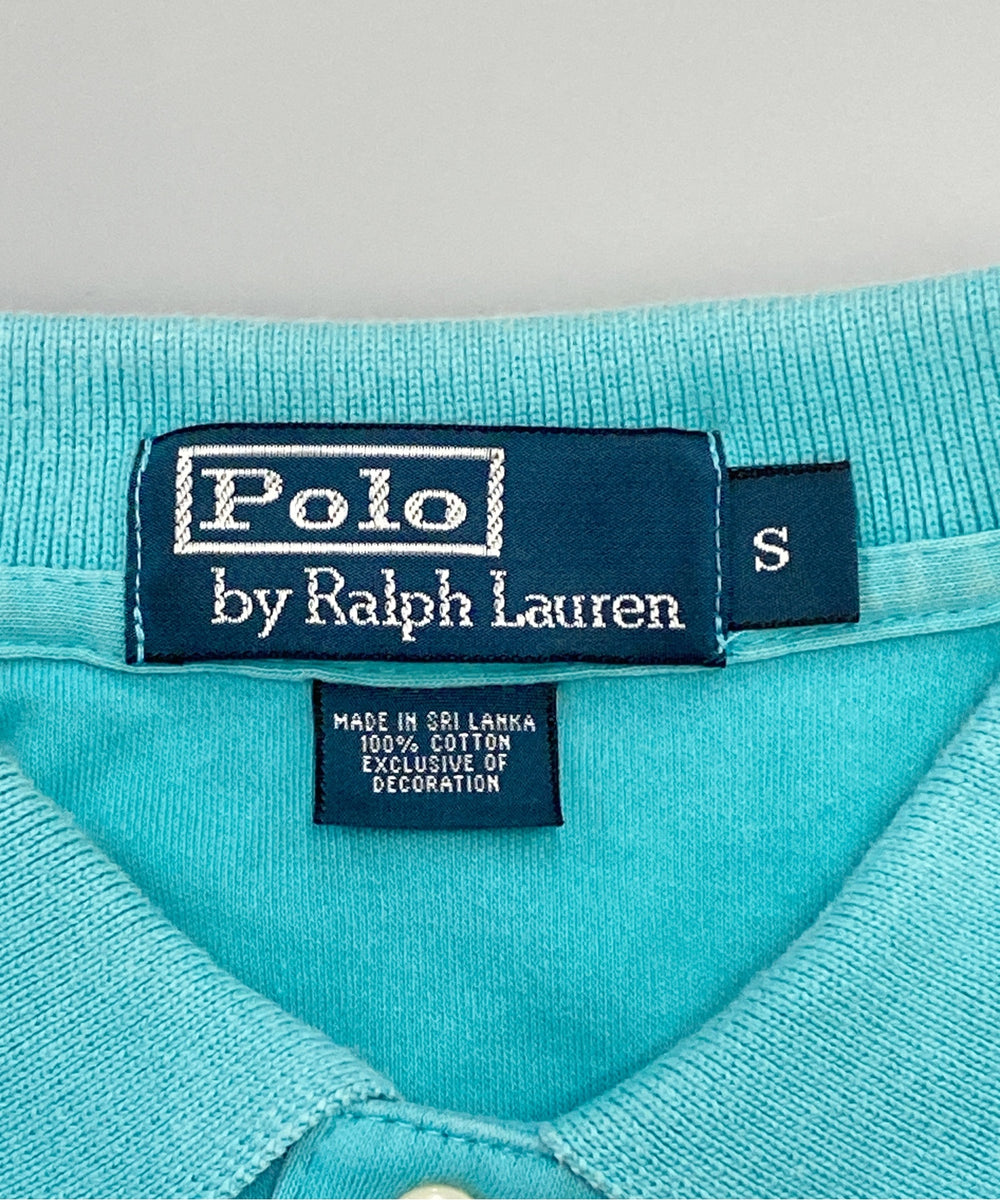 Polo
by Ralph Lauren
S
MADE IN SRI LANKA
100% COTTON
EXCLUSIVE OF
DECORATION